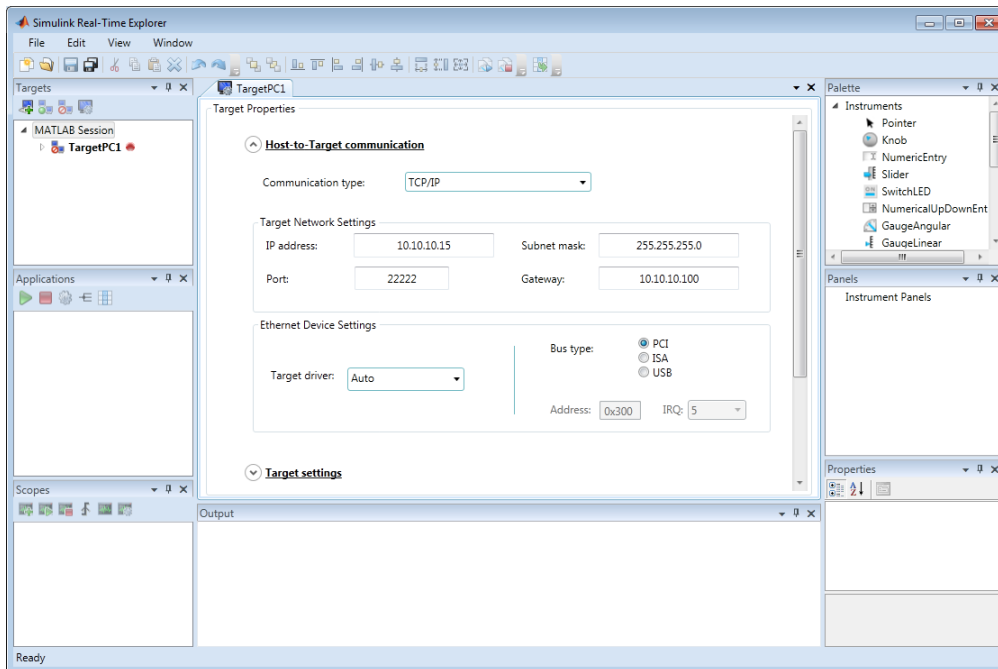 Simulink Real-Time Explorer
File Edit View Window
Targets
MATLAB Session
TargetPC1
Applications
Scopes
TargetPC1
Target Properties
Host-to-Target communication
Communication type: TCP/IP
Target Network Settings
IP address: 10.10.10.15 Subnet mask: 255.255.255.0
Port: 22222 Gateway: 10.10.10.100
Ethernet Device Settings
Target driver: Auto
Bus type: PCI
ISA
USB
Address: 0x300 IRQ: 5
Target settings
Output
Palette
Instruments
Pointer
Knob
NumericEntry
Slider
SwitchLED
NumericalUpDownEnt
GaugeAngular
GaugeLinear
Panels
Instrument Panels
Properties
Ready